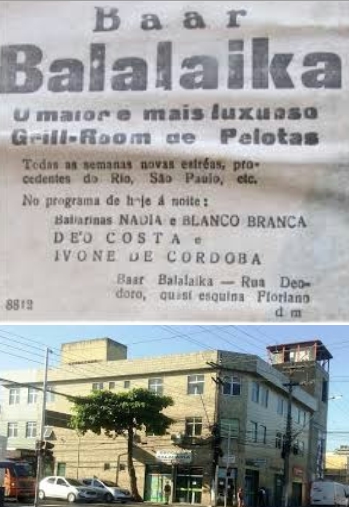 Baar
Balalaika
O maior e mais luxuoso
Grill-Room de Pelotas
Todas as semanas novas estréas, pro-
cedentes do Rio, São Paulo, etc.
No programa de hoje á noite:
Bailarinas NADIA e BLANCO BRANCA
DÉO COSTA e
IVONE DE CORDOBA
Baar Balalaika — Rua Deo-
doro, quasi esquina Floriano
8812
d m